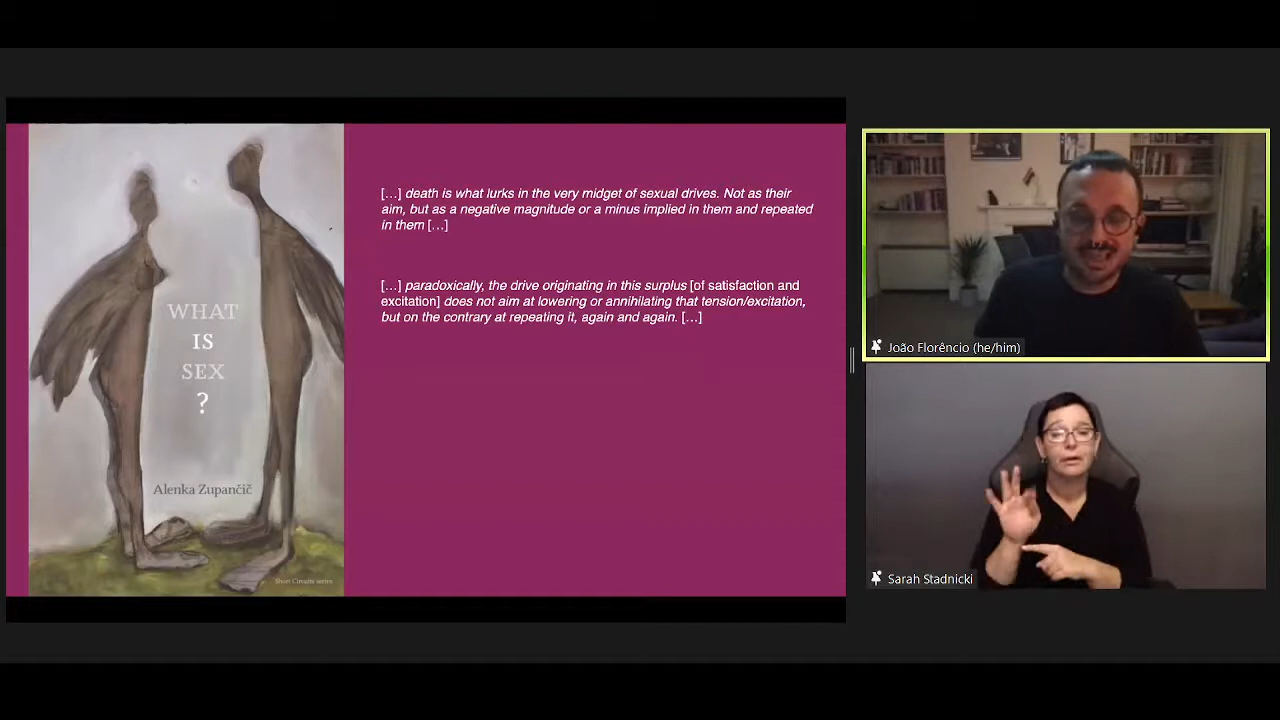 WHAT
IS
SEX
?
Alenka Zupančič
Short Circuits series
[…] death is what lurks in the very midget of sexual drives. Not as their
aim, but as a negative magnitude or a minus implied in them and repeated
in them […]
[…] paradoxically, the drive originating in this surplus [of satisfaction and
excitation] does not aim at lowering or annihilating that tension/excitation,
but on the contrary at repeating it, again and again. […]
João Florêncio (he/him)
Sarah Stadnicki